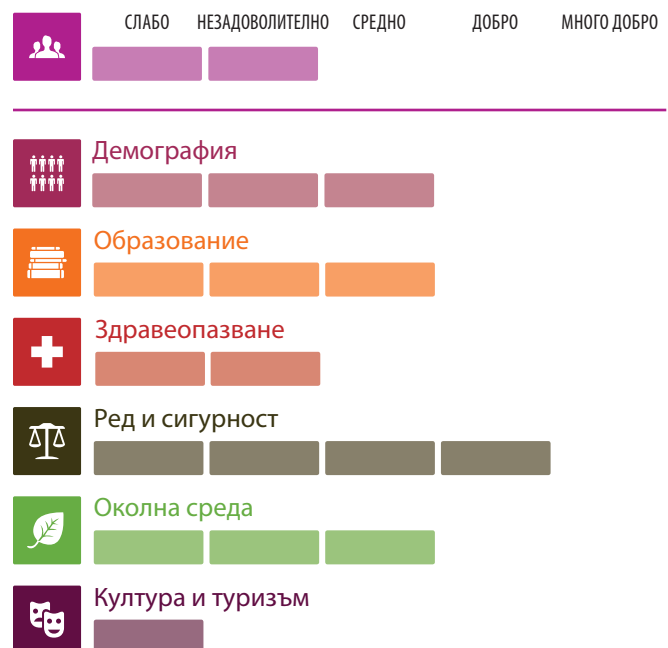 СЛАБО НЕЗАДОВОЛИТЕЛНО СРЕДНО ДОБРО МНОГО ДОБРО
Демография
Образование
Здравеопазване
Ред и сигурност
Околна среда
Култура и туризъм